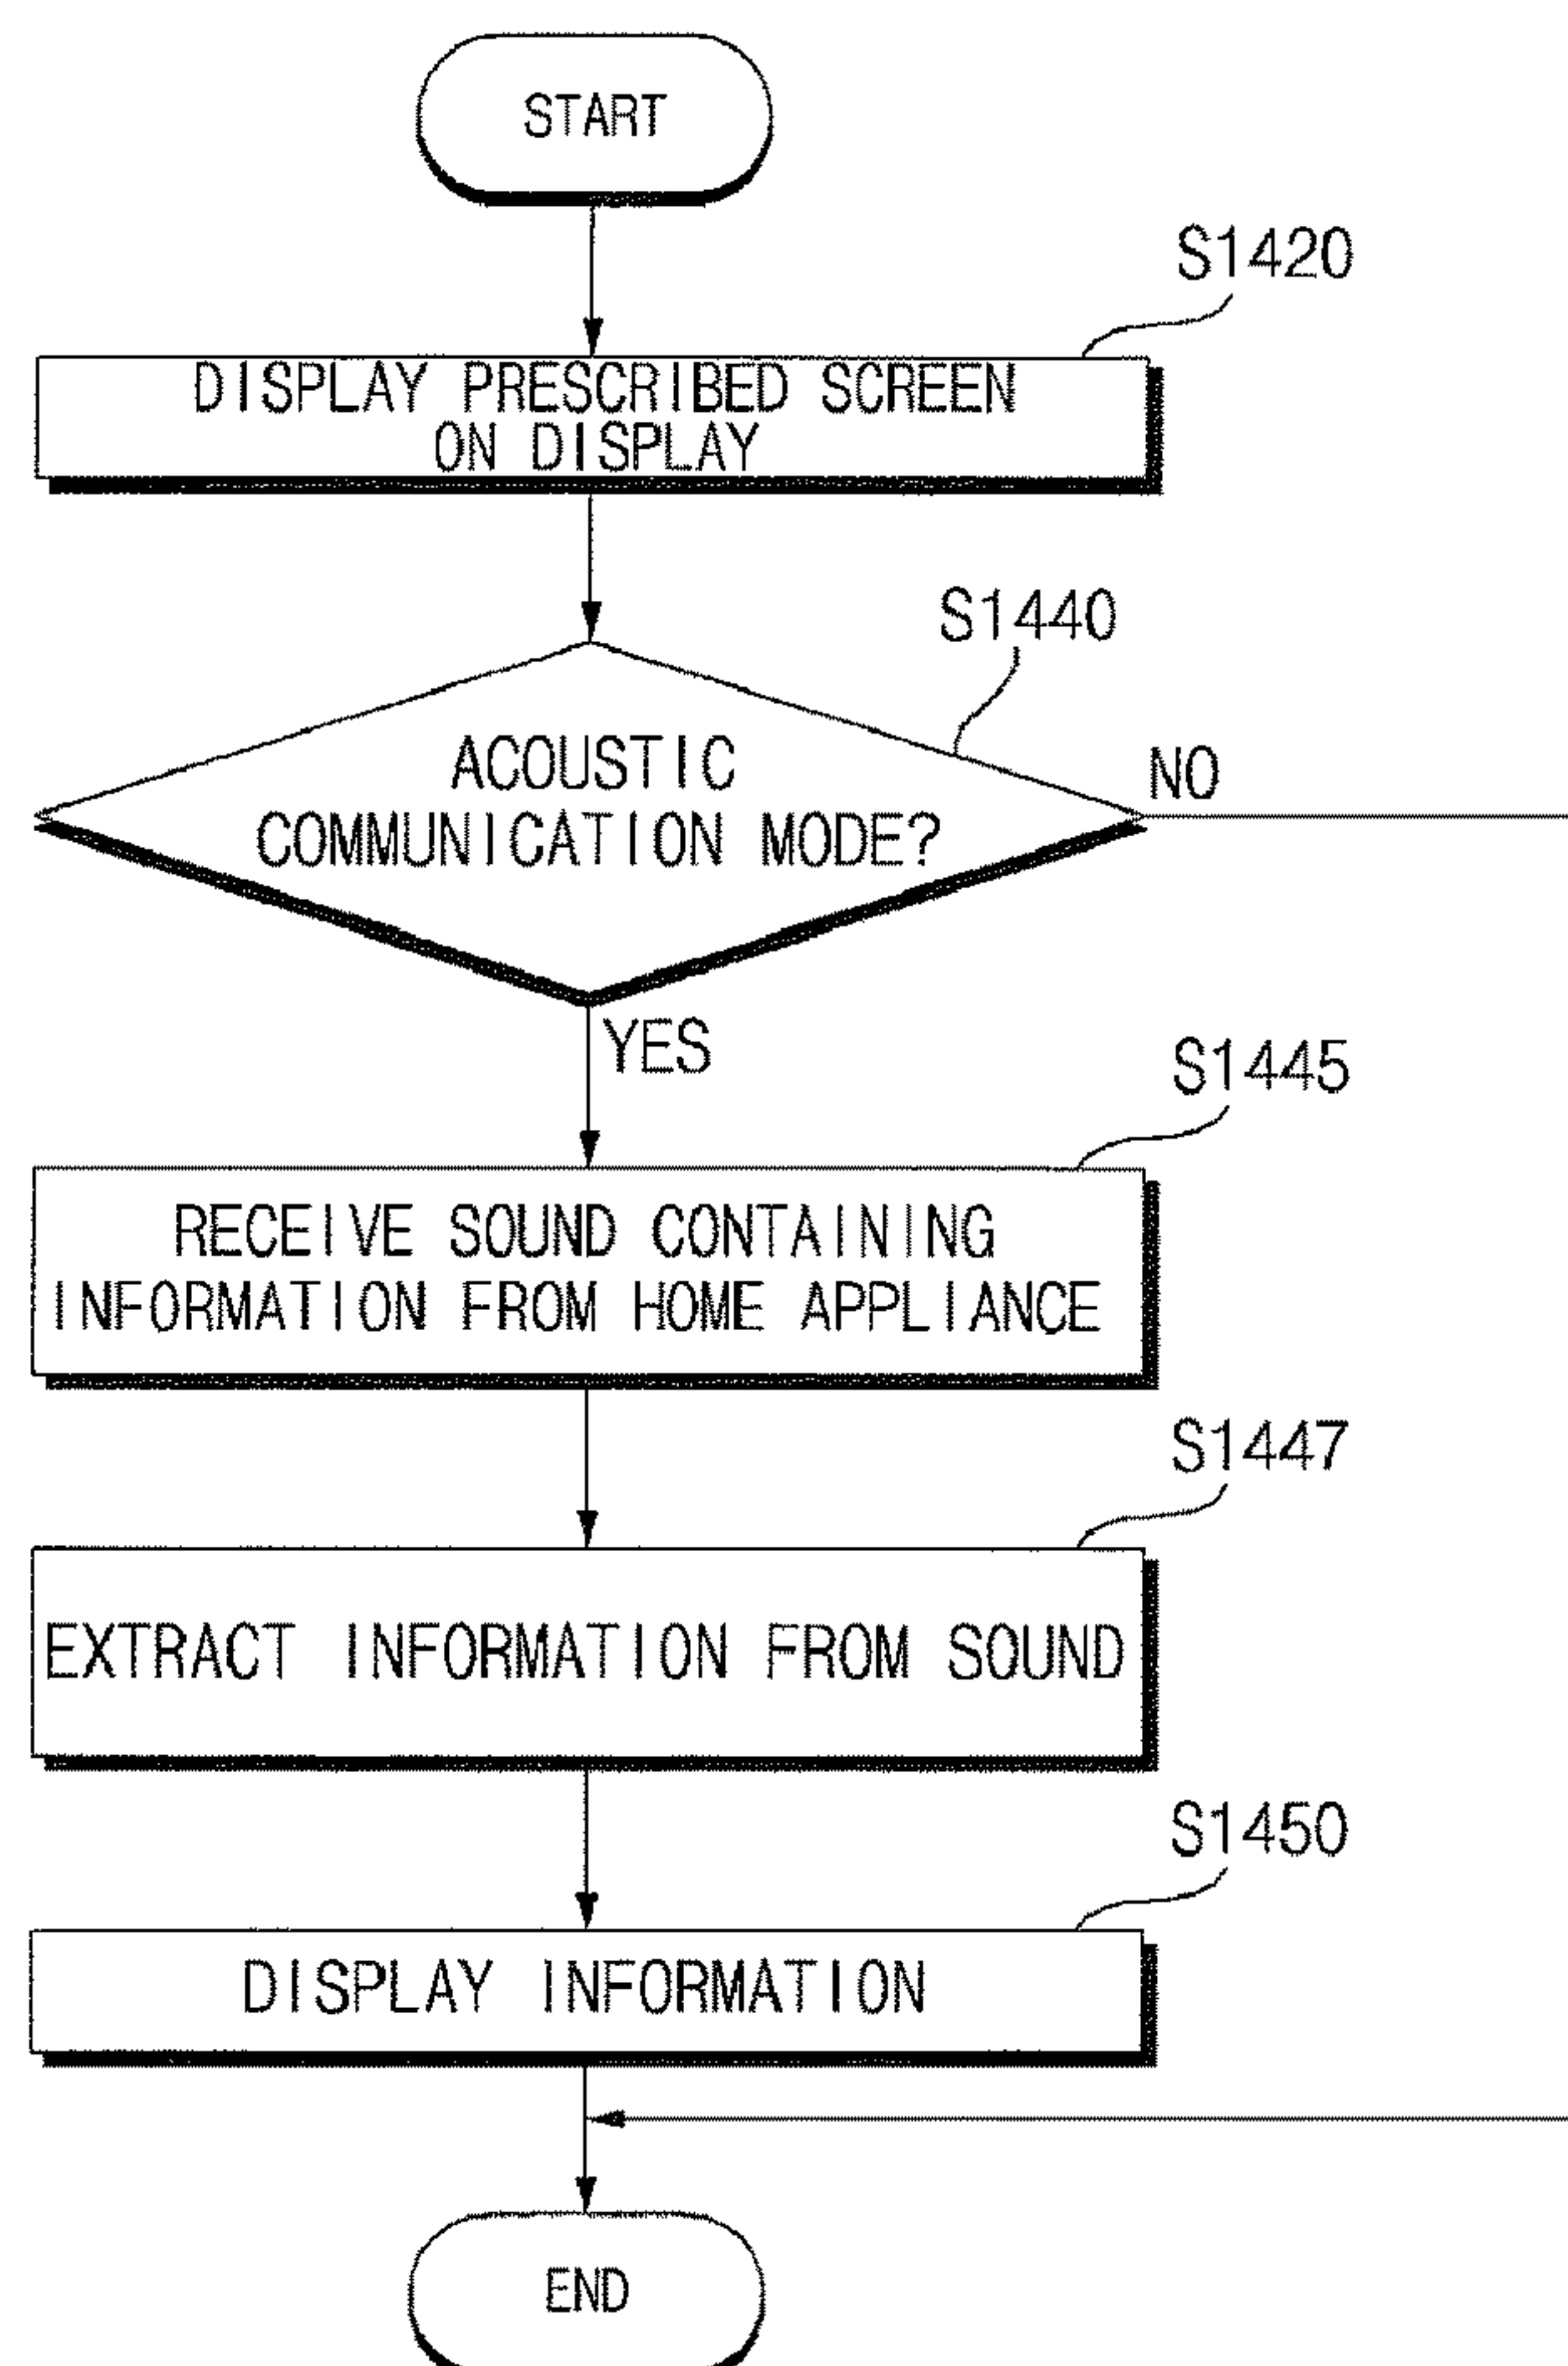 START
S1420
DISPLAY PRESCRIBED SCREEN
ON DISPLAY
S1440
ACOUSTIC
COMMUNICATION MODE?
NO
YES
S1445
RECEIVE SOUND CONTAINING
INFORMATION FROM HOME APPLIANCE
S1447
EXTRACT INFORMATION FROM SOUND
S1450
DISPLAY INFORMATION
END